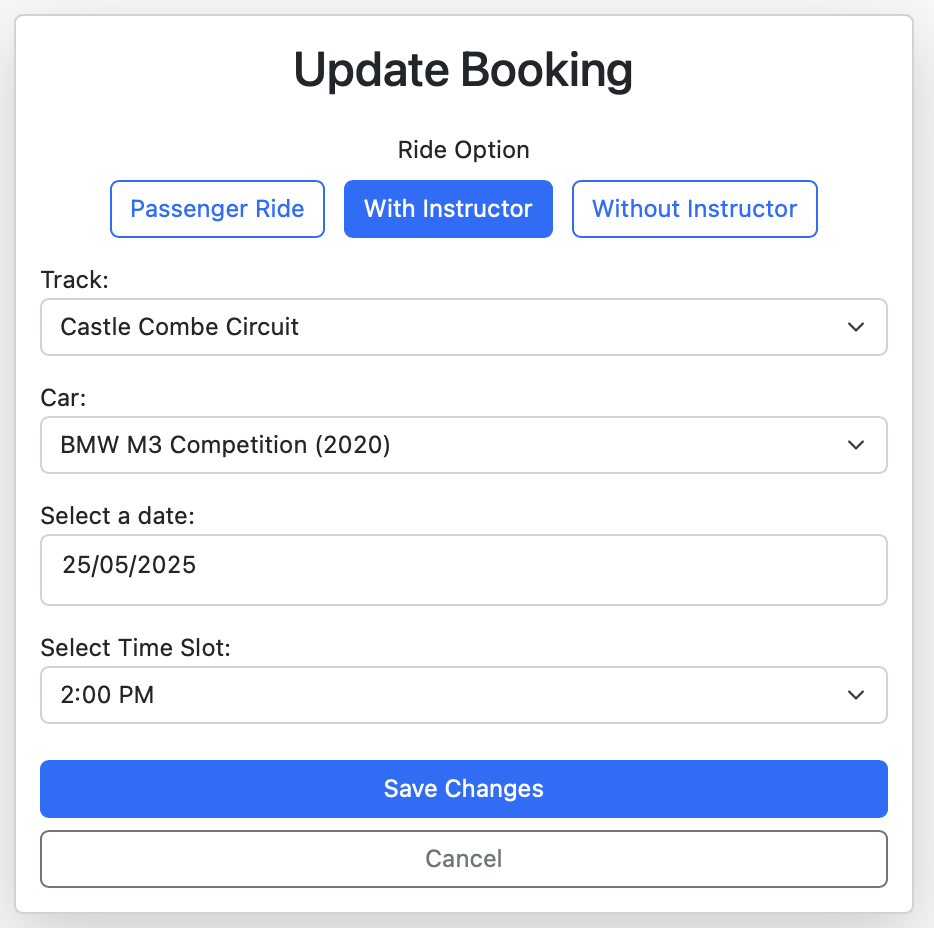 Update Booking
Ride Option
Passenger Ride With Instructor Without Instructor
Track:
Castle Combe Circuit
Car:
BMW M3 Competition (2020)
Select a date:
25/05/2025
Select Time Slot:
2:00 PM
Save Changes
Cancel